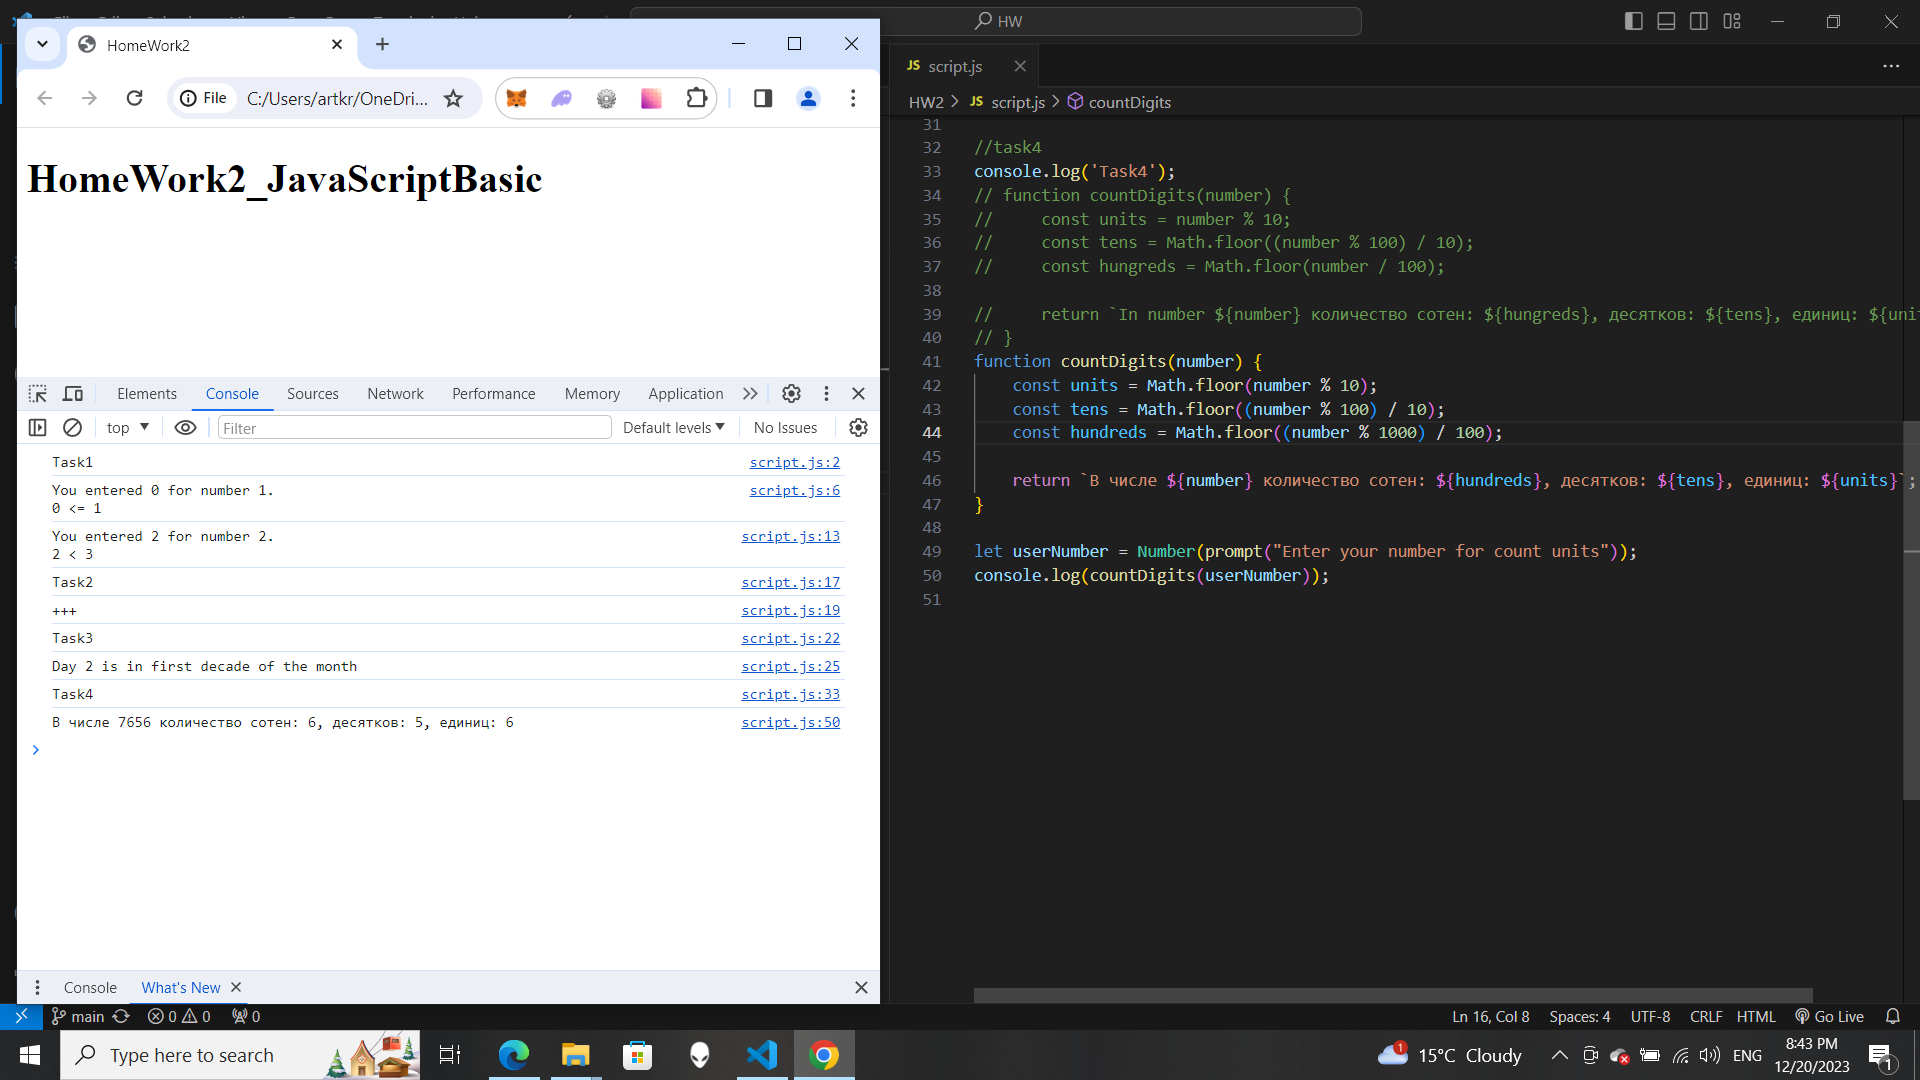 HW
HomeWork2
File
C:/Users/artkr/OneDri...
HomeWork2_JavaScriptBasic
Elements
Console
Sources
Network
Performance
Memory
Application
top
Filter
Default levels
No Issues
Task1
script.js:2
You entered 0 for number 1.
script.js:6
0 <= 1
You entered 2 for number 2.
script.js:13
2 < 3
Task2
script.js:17
+++
script.js:19
Task3
script.js:22
Day 2 is in first decade of the month
script.js:25
Task4
script.js:33
В числе 7656 количество сотен: 6, десятков: 5, единиц: 6
script.js:50
>
Console
What's New
JS script.js
HW2 > JS script.js > countDigits
31
32 //task4
33 console.log('Task4');
34 // function countDigits(number) {
35 //     const units = number % 10;
36 //     const tens = Math.floor((number % 100) / 10);
37 //     const hungreds = Math.floor(number / 100);
38
39 //     return `In number ${number} количество сотен: ${hungreds}, десятков: ${tens}, единиц: ${uni
40 // }
41 function countDigits(number) {
42     const units = Math.floor(number % 10);
43     const tens = Math.floor((number % 100) / 10);
44     const hundreds = Math.floor((number % 1000) / 100);
45
46     return `В числе ${number} количество сотен: ${hundreds}, десятков: ${tens}, единиц: ${units}`;
47 }
48
49 let userNumber = Number(prompt("Enter your number for count units"));
50 console.log(countDigits(userNumber));
51
main
0
0
0
Ln 16, Col 8
Spaces: 4
UTF-8
CRLF
HTML
Go Live
Type here to search
1
15°C Cloudy
ENG
8:43 PM
12/20/2023
1